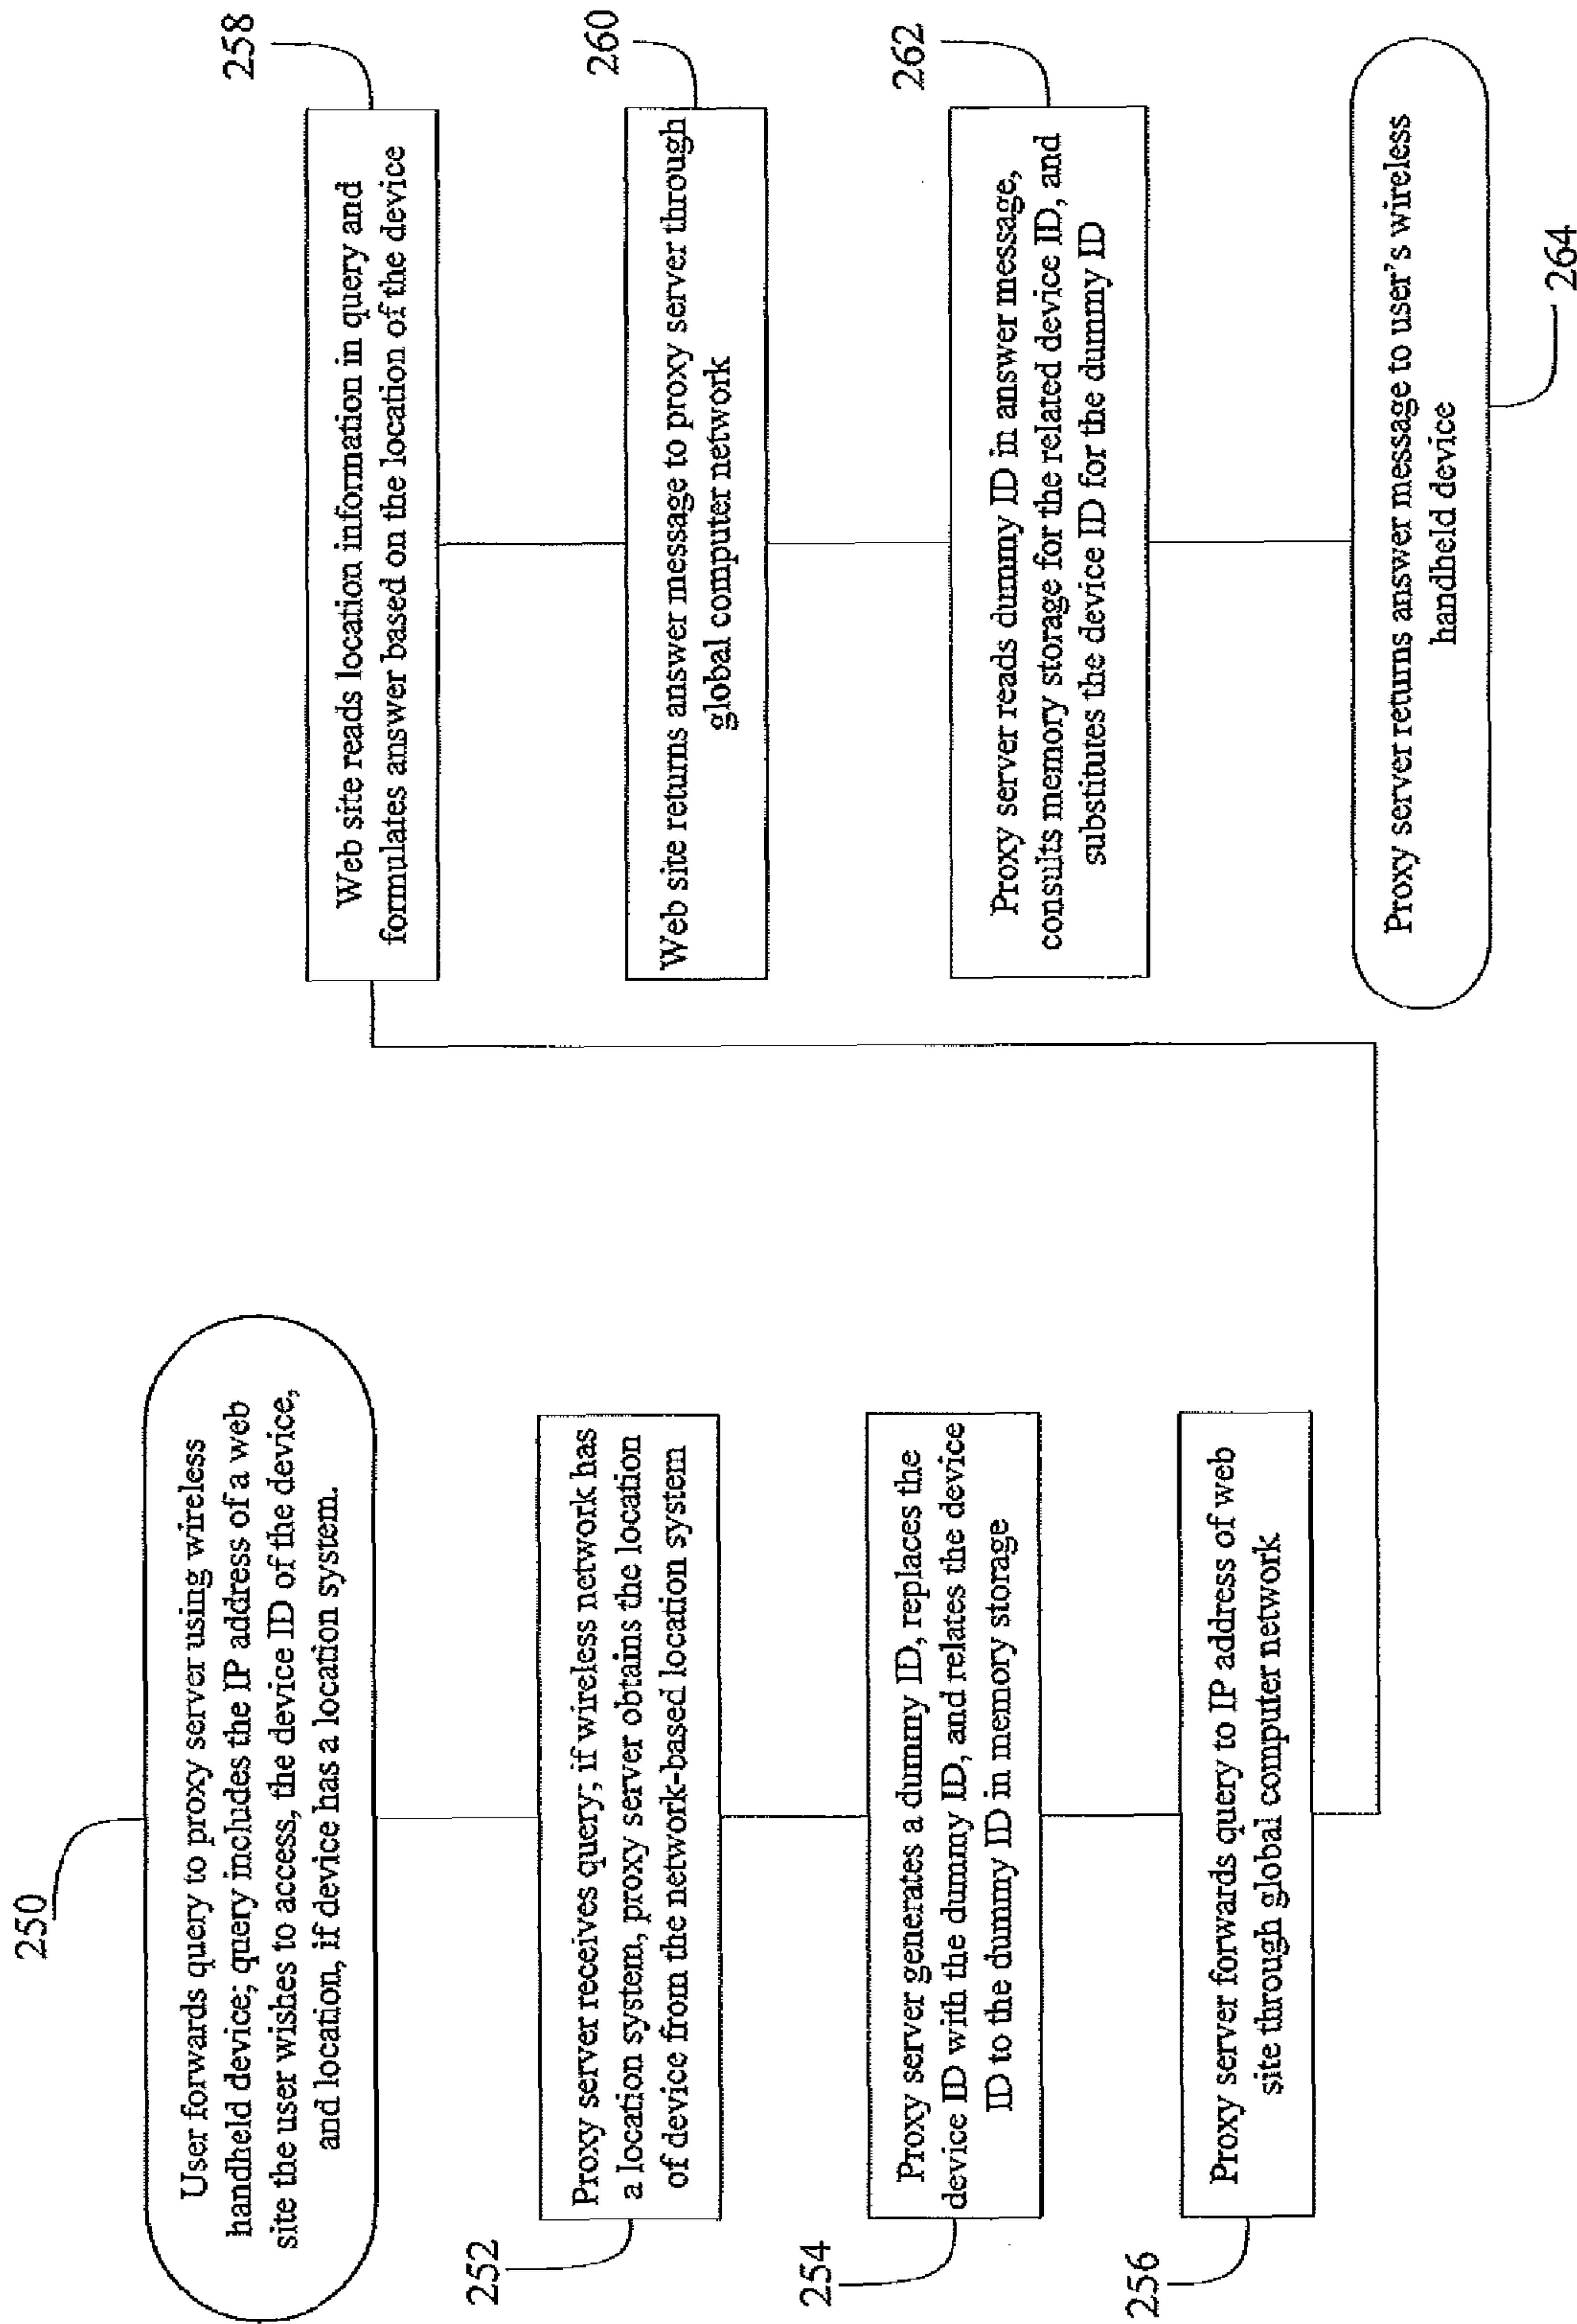 250
User forwards query to proxy server using wireless
handheld device; query includes the IP address of a web
site the user wishes to access, the device ID of the device,
and location, if device has a location system.
252
Proxy server receives query; if wireless network has
a location system, proxy server obtains the location
of device from the network-based location system
254
Proxy server generates a dummy ID, replaces the
device ID with the dummy ID, and relates the device
ID to the dummy ID in memory storage
256
Proxy server forwards query to IP address of web
site through global computer network
258
Web site reads location information in query and
formulates answer based on the location of the device
260
Web site returns answer message to proxy server through
global computer network
262
Proxy server reads dummy ID in answer message,
consults memory storage for the related device ID, and
substitutes the device ID for the dummy ID
Proxy server returns answer message to user's wireless
handheld device
264